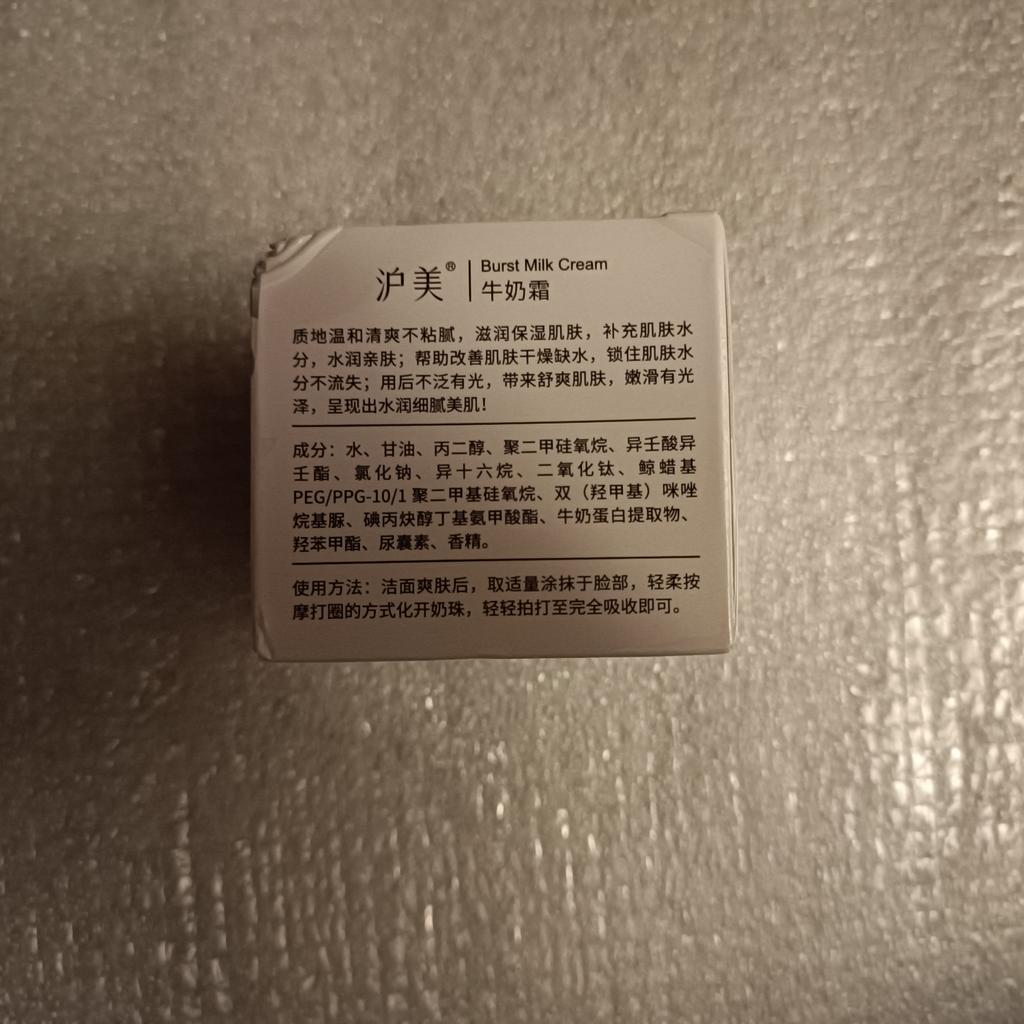 沪美® Burst Milk Cream
牛奶霜
质地温和清爽不粘腻，滋润保湿肌肤，补充肌肤水
分，水润亲肤；帮助改善肌肤干燥缺水，锁住肌肤水
分不流失；用后不泛有光，带来舒爽肌肤，嫩滑有光
泽，呈现出水润细腻美肌！
成分：水、甘油、丙二醇、聚二甲硅氧烷、异壬酸异
壬酯、氯化钠、异十六烷、二氧化钛、鲸蜡基
PEG/PPG-10/1 聚二甲基硅氧烷、双（羟甲基）咪唑
烷基脲、碘丙炔醇丁基氨甲酸酯、牛奶蛋白提取物、
羟苯甲酯、尿囊素、香精。
使用方法：洁面爽肤后，取适量涂抹于脸部，轻柔按
摩打圈的方式化开奶珠，轻轻拍打至完全吸收即可。